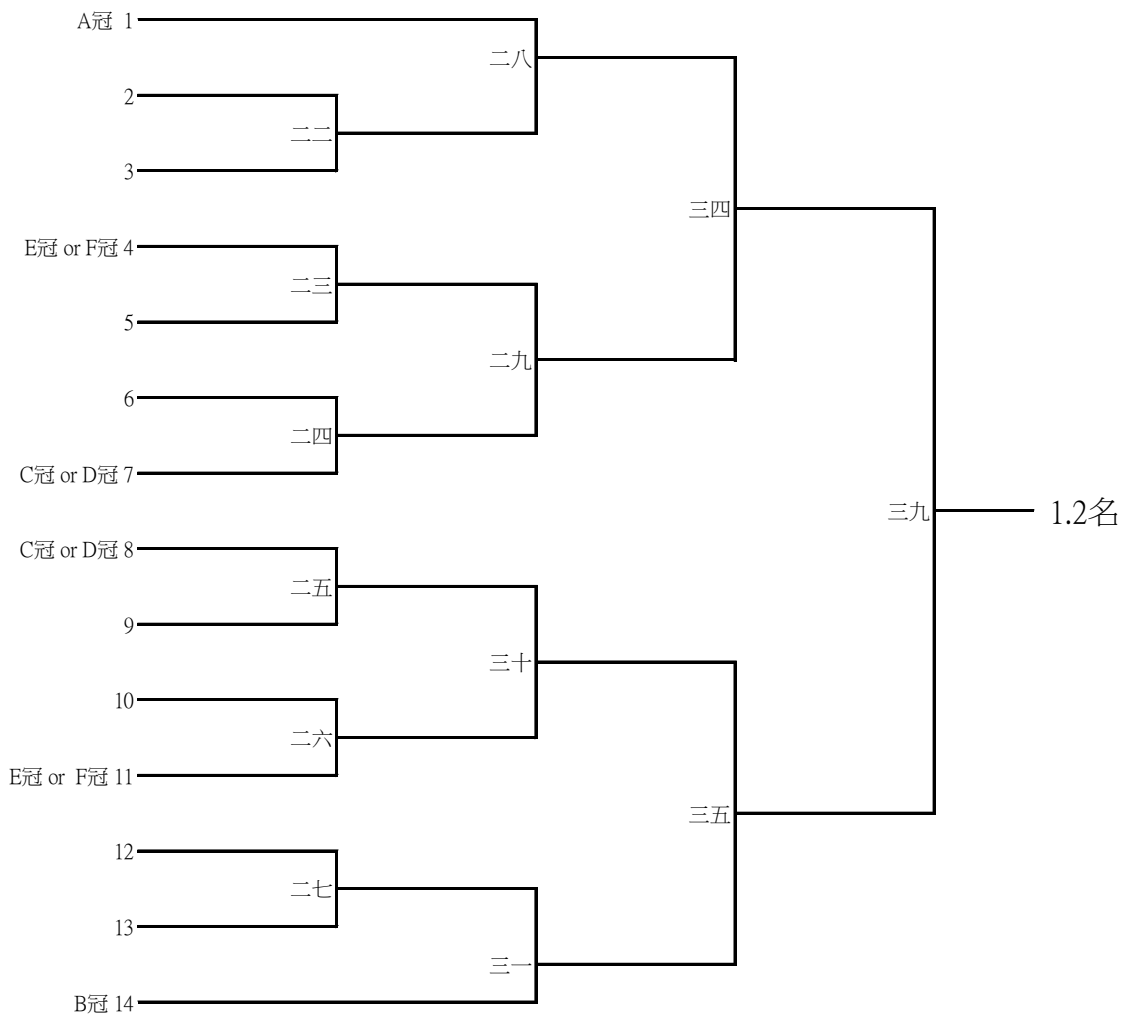 A冠 1
二八
2
二二
3
三四
E冠 or F冠 4
二三
5
二九
6
二四
C冠 or D冠 7
三九
1.2名
C冠 or D冠 8
二五
9
三十
10
二六
E冠 or F冠 11
三五
12
二七
13
三一
B冠 14